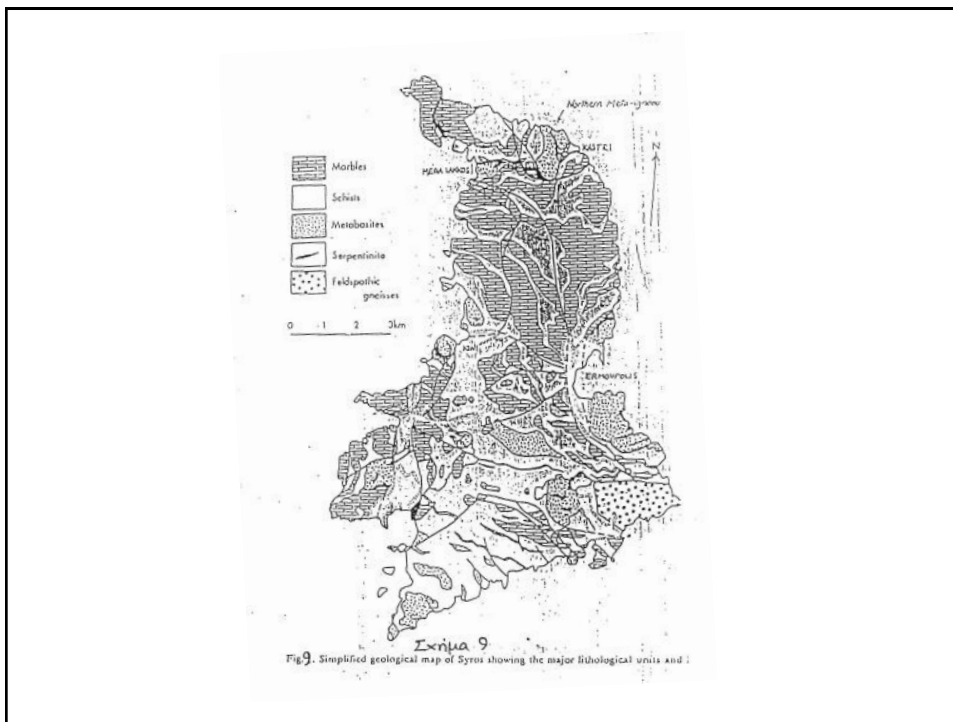 Northern Meta-igneous
KASTRI
N
Marbles
Schists
Metabasites
Serpentinite
Feldspathic
gneisses
0 1 2 3km
ERMOUPOLIS
Σχήμα 9
Fig.9. Simplified geological map of Syros showing the major lithological units and